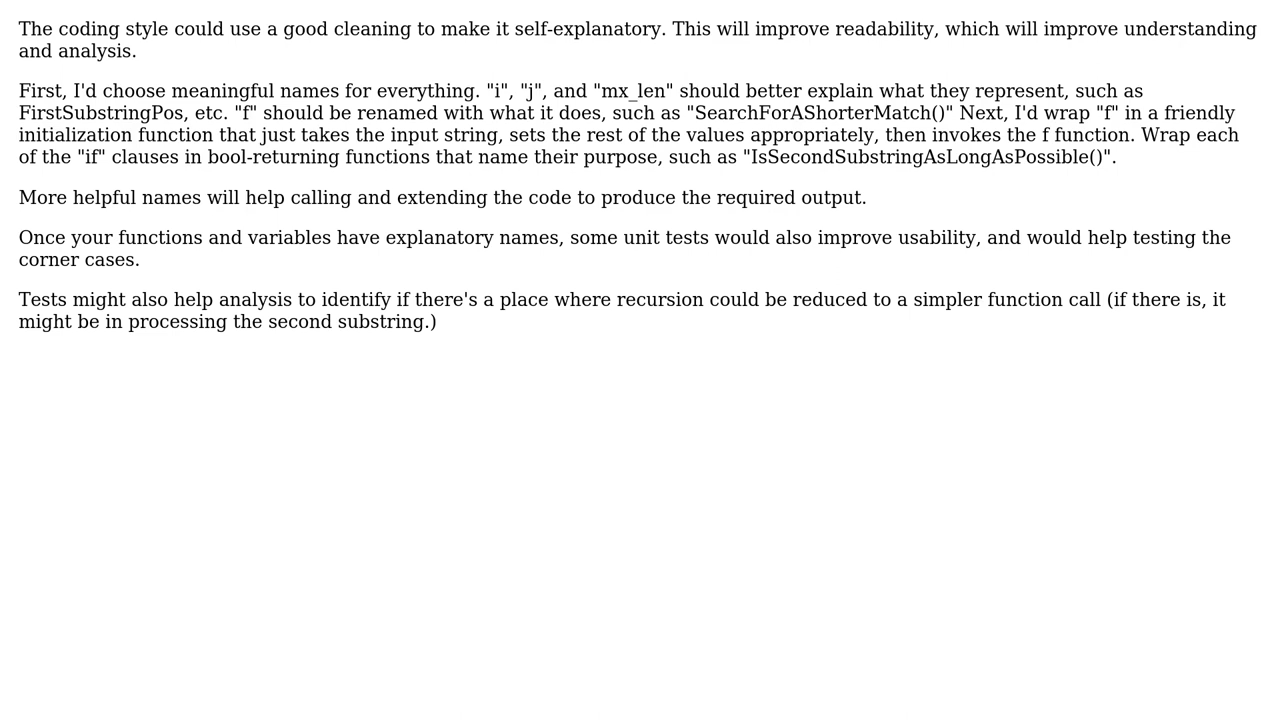 The coding style could use a good cleaning to make it self-explanatory. This will improve readability, which will improve understanding
and analysis.
First, I'd choose meaningful names for everything. "i", "j", and "mx_len" should better explain what they represent, such as
FirstSubstringPos, etc. "f" should be renamed with what it does, such as "SearchForAShorterMatch()" Next, I'd wrap "f" in a friendly
initialization function that just takes the input string, sets the rest of the values appropriately, then invokes the f function. Wrap each
of the "if" clauses in bool-returning functions that name their purpose, such as "IsSecondSubstringAsLongAsPossible()".
More helpful names will help calling and extending the code to produce the required output.
Once your functions and variables have explanatory names, some unit tests would also improve usability, and would help testing the
corner cases.
Tests might also help analysis to identify if there's a place where recursion could be reduced to a simpler function call (if there is, it
might be in processing the second substring.)